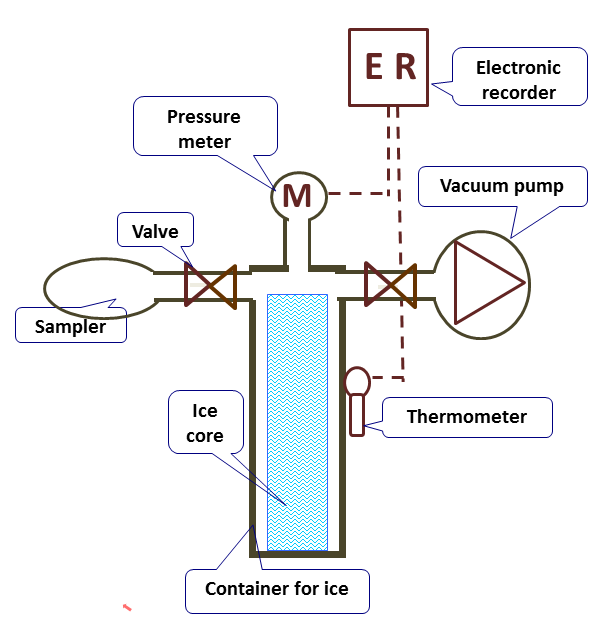 E R
Electronic
recorder
Pressure
meter
Vacuum pump
M
Valve
Sampler
Ice
core
Thermometer
Container for ice